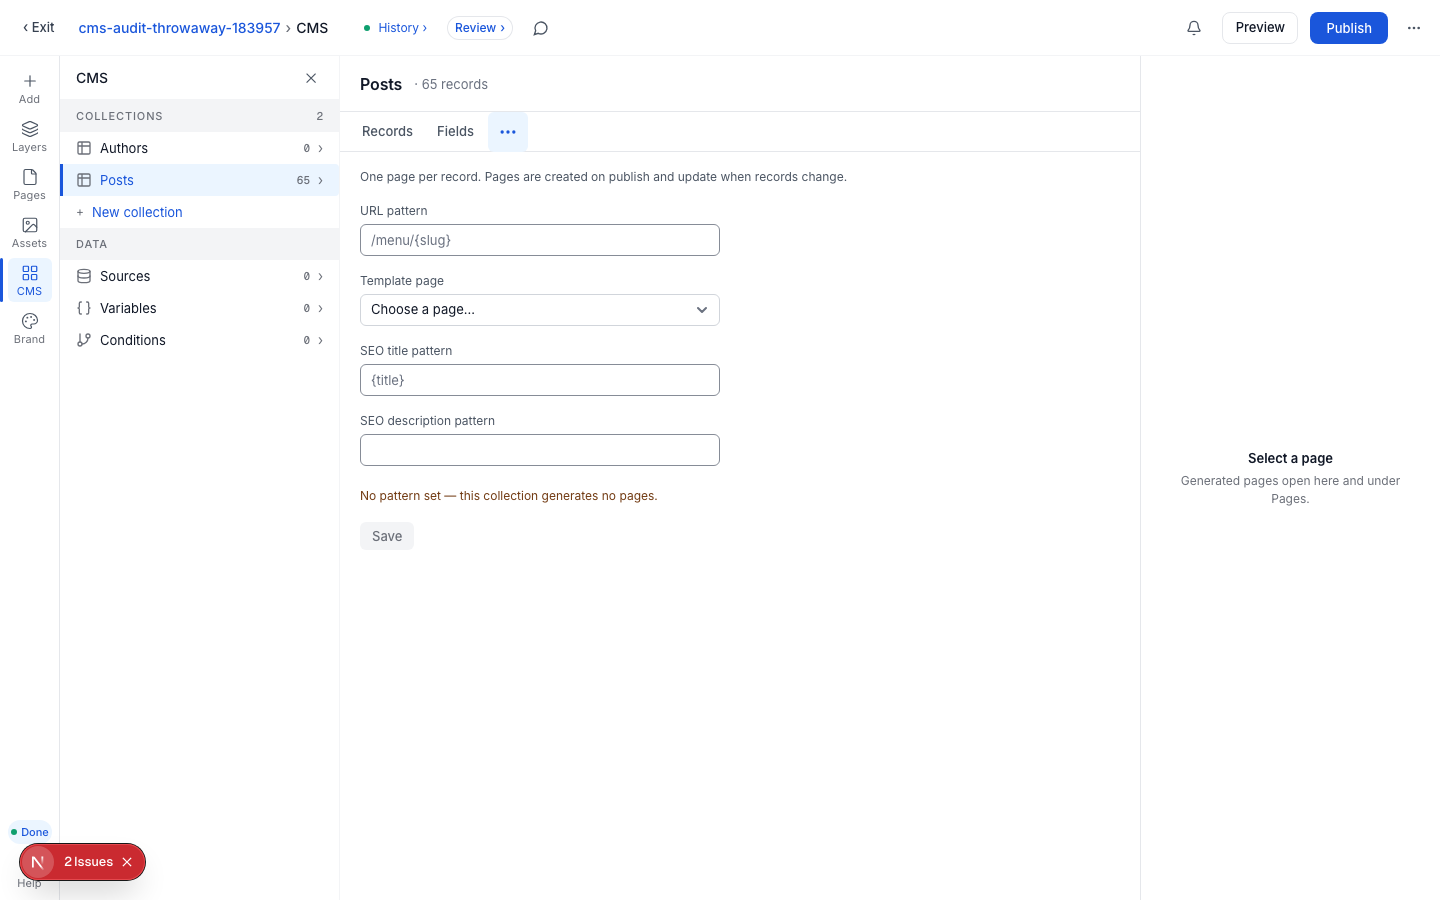 ‹ Exit
cms-audit-throwaway-183957 › CMS
History ›
Review ›
Preview
Publish
Add
Layers
Pages
Assets
CMS
Brand
CMS
COLLECTIONS 2
Authors 0 ›
Posts 65 ›
+ New collection
DATA
Sources 0 ›
Variables 0 ›
Conditions 0 ›
Posts · 65 records
Records Fields
One page per record. Pages are created on publish and update when records change.
URL pattern
/menu/{slug}
Template page
Choose a page...
SEO title pattern
{title}
SEO description pattern
No pattern set — this collection generates no pages.
Save
Select a page
Generated pages open here and under
Pages.
Done
2 Issues
Help